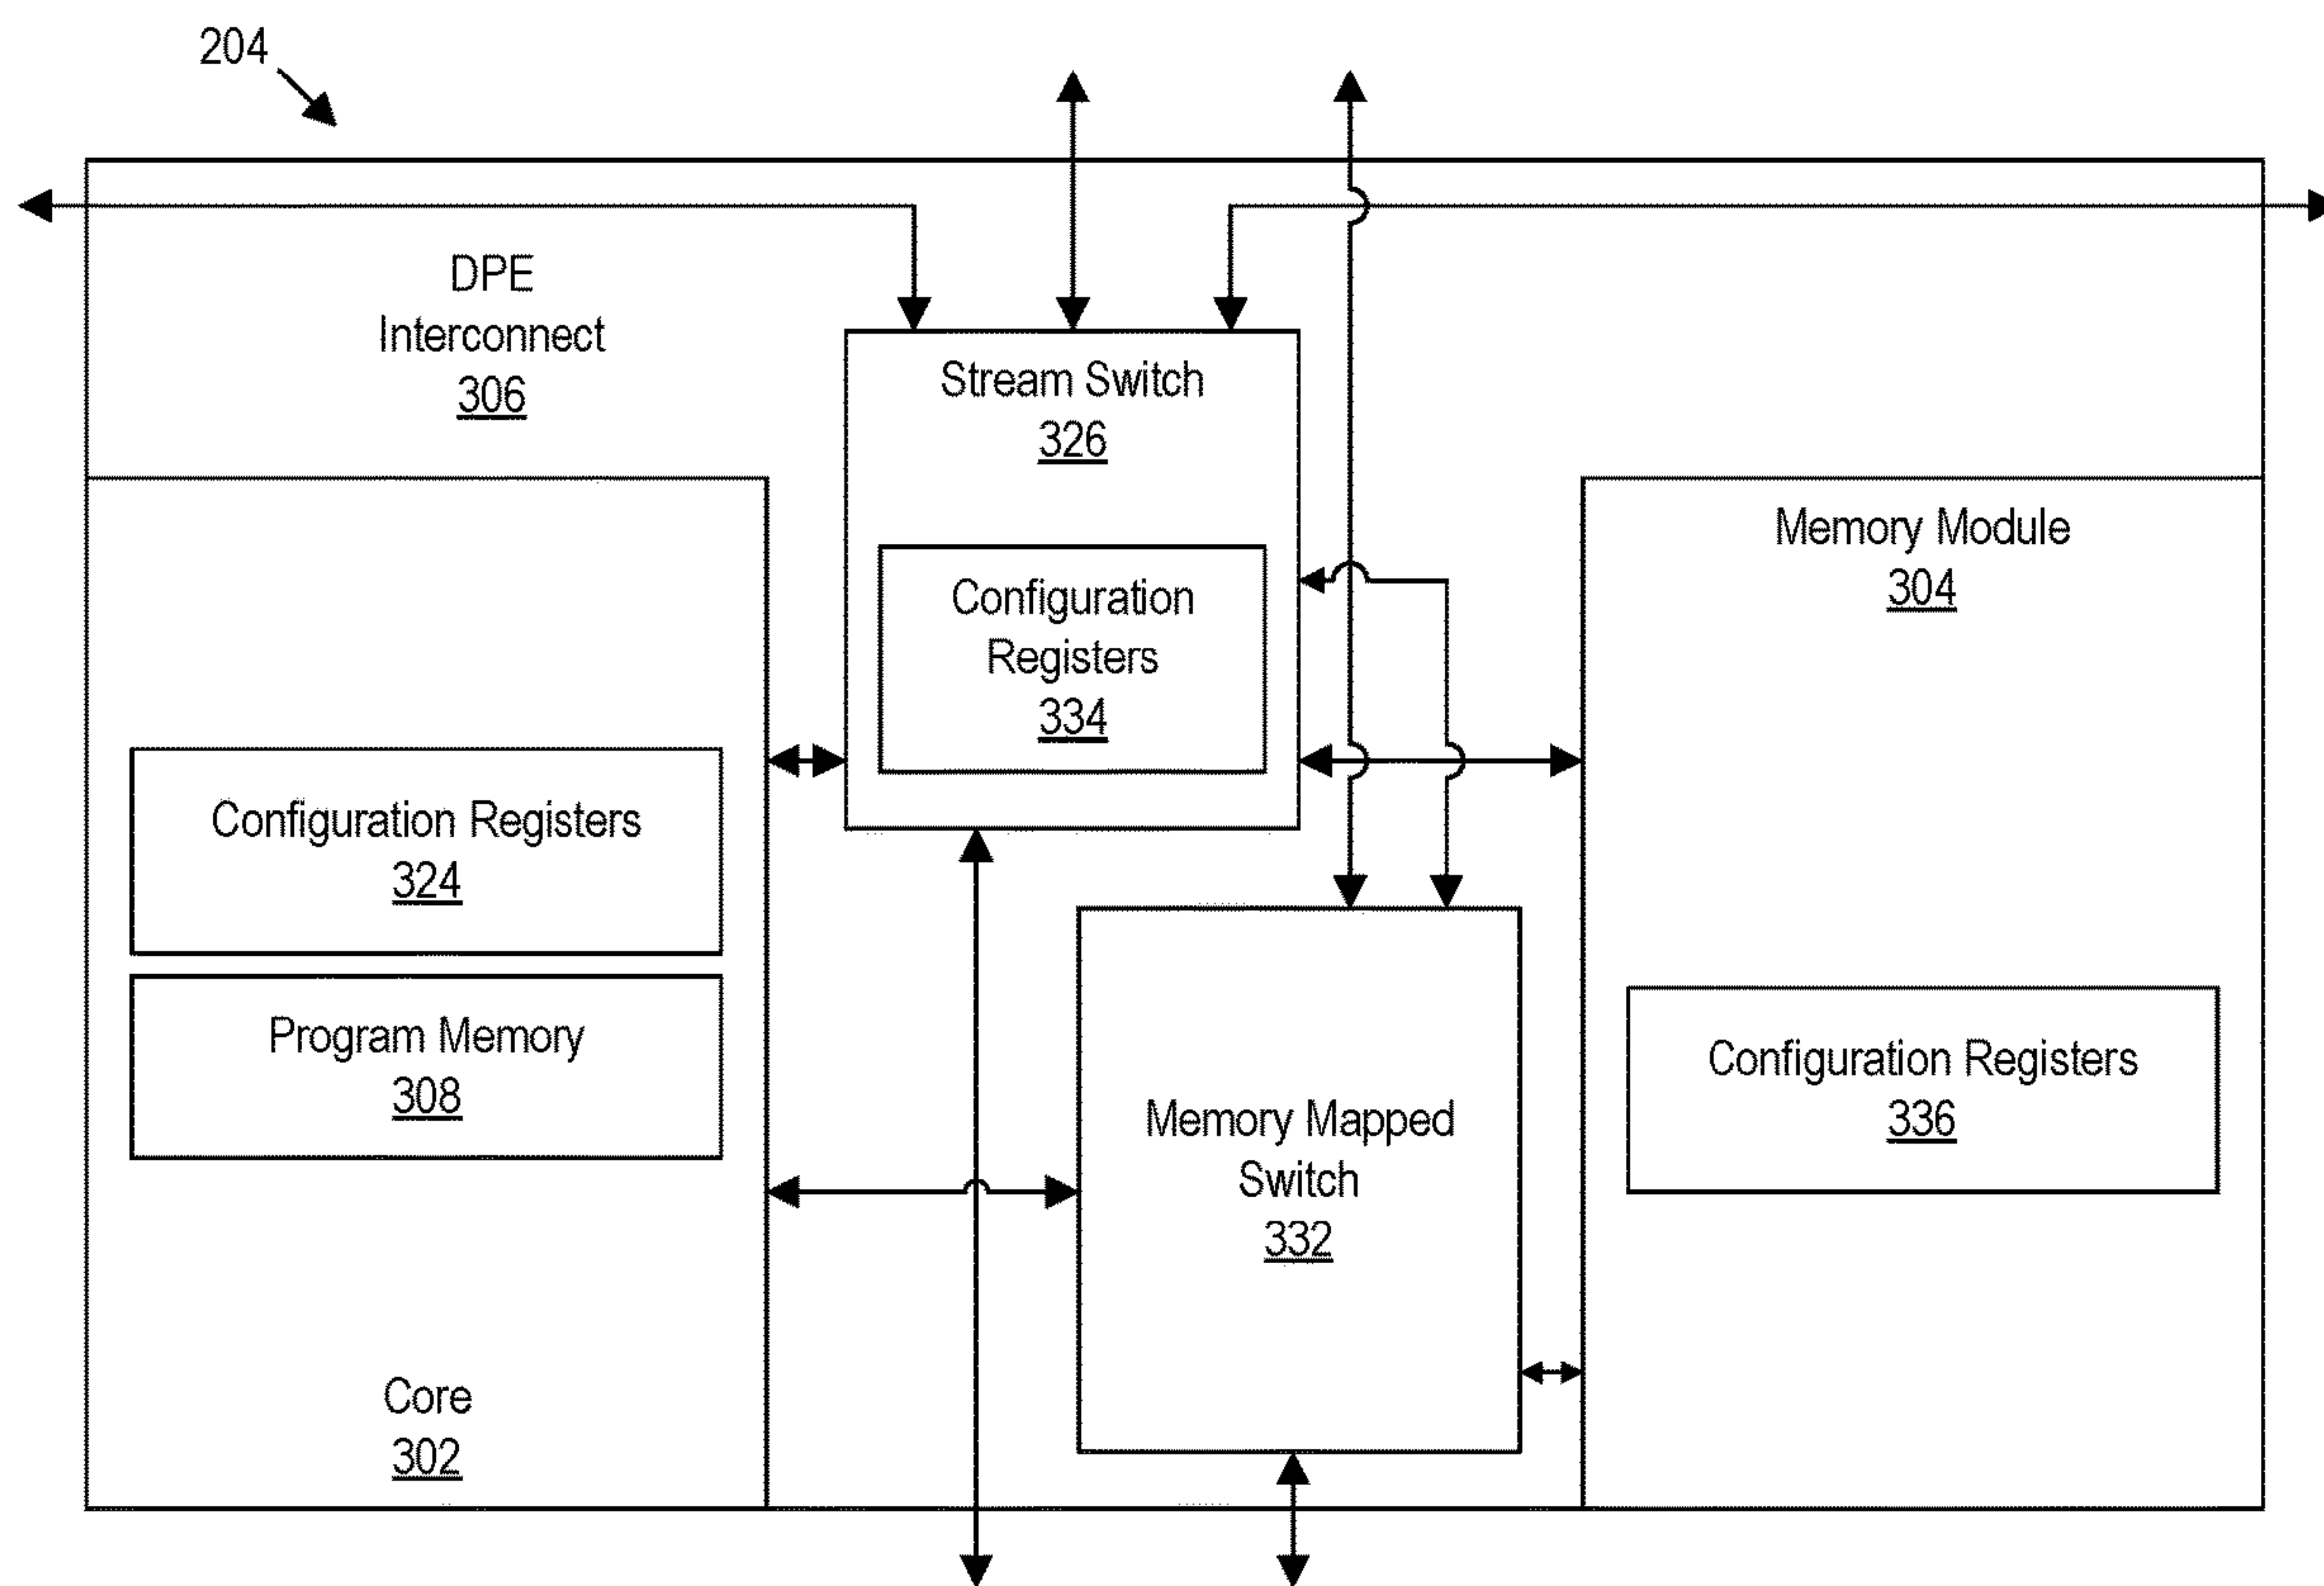 204
DPE
Interconnect
306
Stream Switch
326
Configuration
Registers
334
Memory Module
304
Configuration Registers
324
Program Memory
308
Core
302
Memory Mapped
Switch
332
Configuration Registers
336